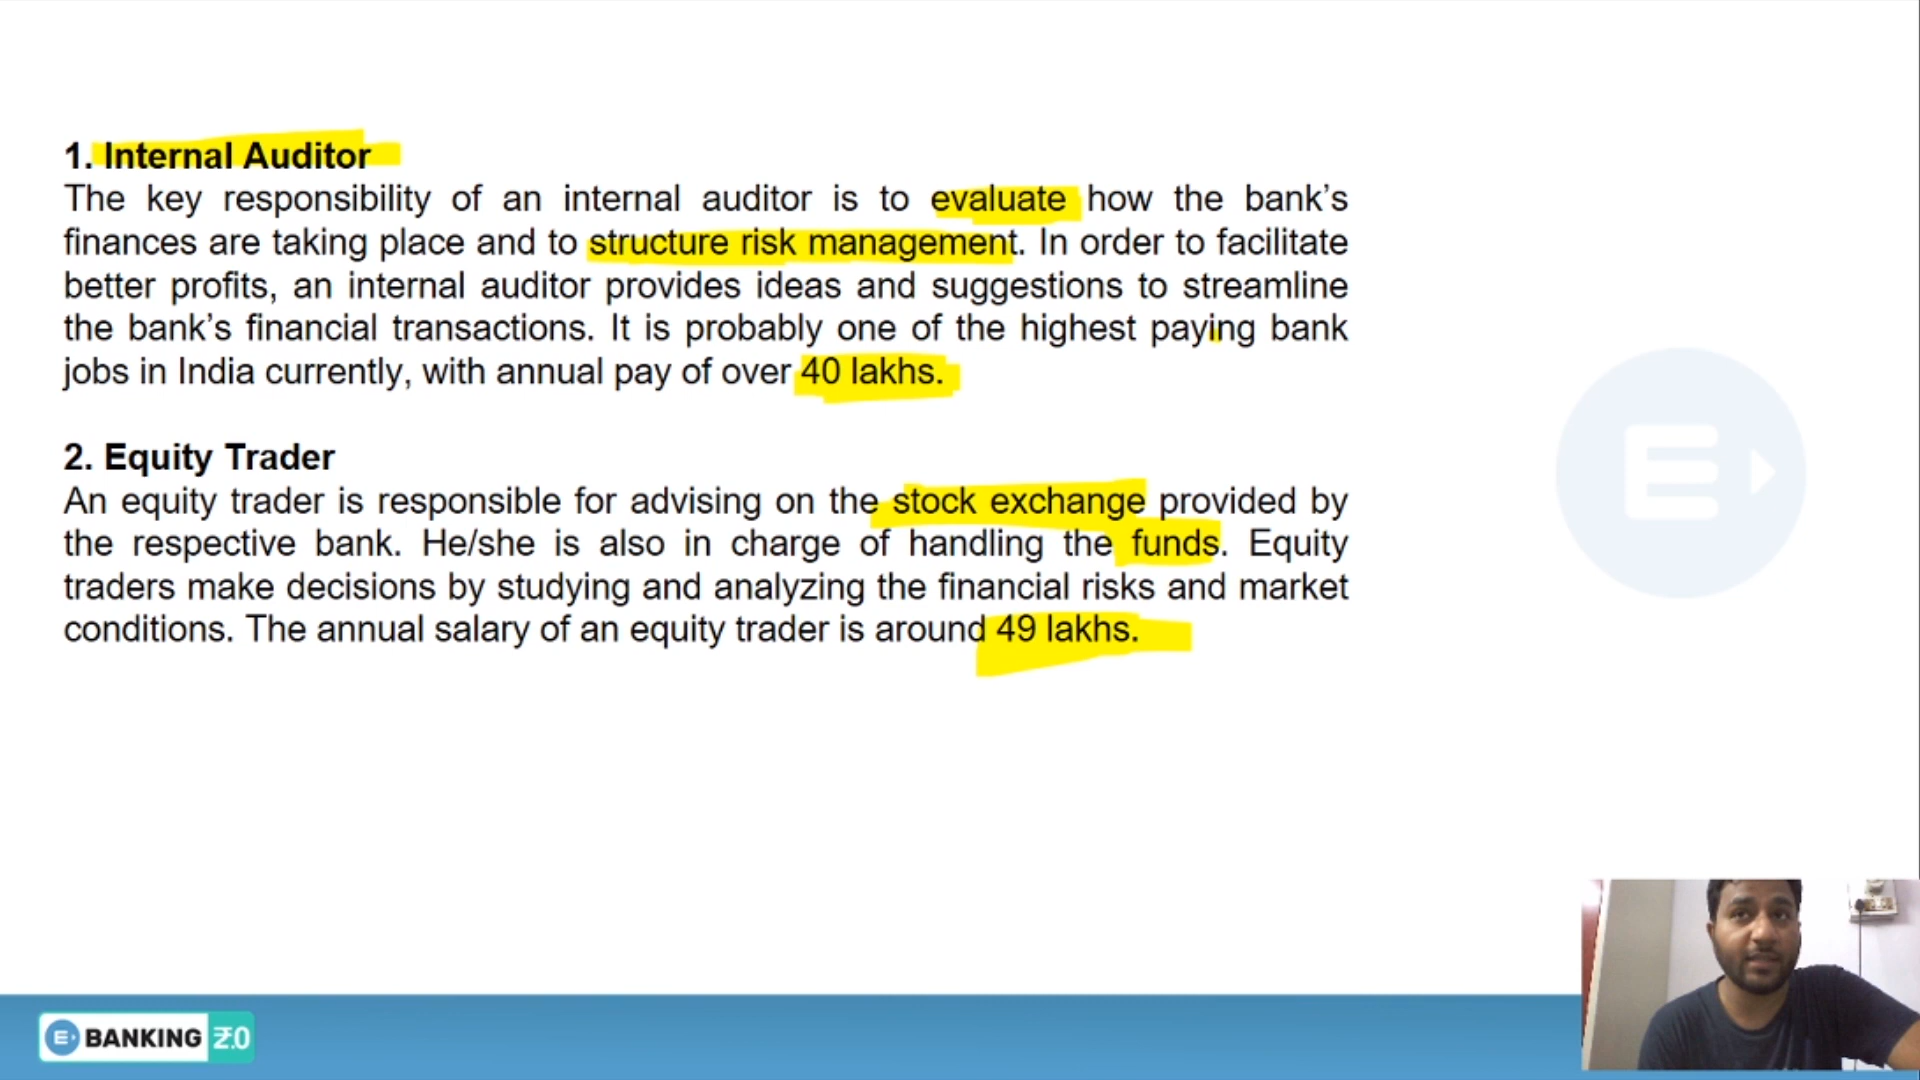 1. Internal Auditor
The key responsibility of an internal auditor is to evaluate how the bank’s
finances are taking place and to structure risk management. In order to facilitate
better profits, an internal auditor provides ideas and suggestions to streamline
the bank’s financial transactions. It is probably one of the highest paying bank
jobs in India currently, with annual pay of over 40 lakhs.
2. Equity Trader
An equity trader is responsible for advising on the stock exchange provided by
the respective bank. He/she is also in charge of handling the funds. Equity
traders make decisions by studying and analyzing the financial risks and market
conditions. The annual salary of an equity trader is around 49 lakhs.
E
E BANKING ₹.0